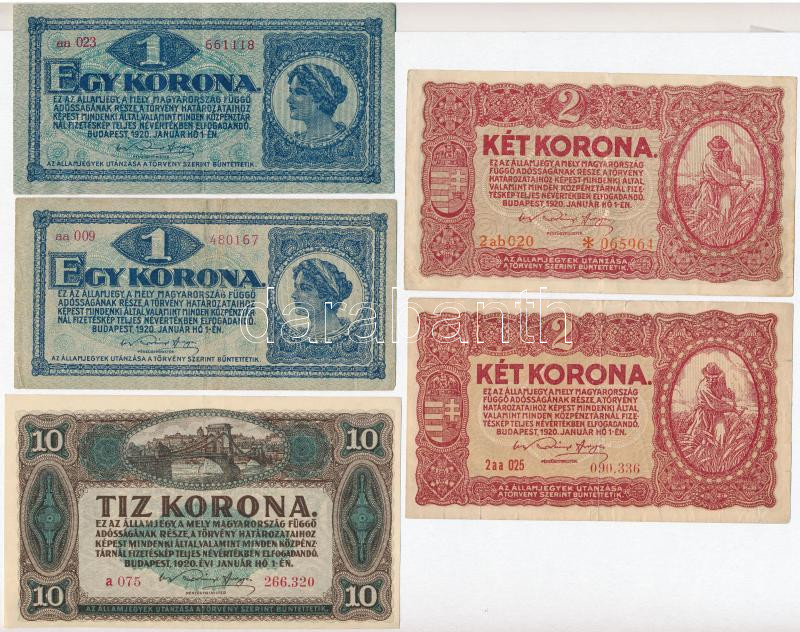 aa 023
661118
1
EGY KORONA.
EZ AZ ÁLLAMJEGY, A MELY MAGYARORSZÁG FÜGGŐ
ADÓSSÁGÁNAK RÉSZE, A TÖRVÉNY HATÁROZATAIHOZ
KÉPEST MINDENKI ÁLTAL, VALAMINT MINDEN KÖZPÉNZTÁR-
NÁL FIZETÉSKÉP TELJES NÉVÉRTÉKBEN ELFOGADANDÓ.
BUDAPEST, 1920. JANUÁR HÓ 1-ÉN.
PÉNZÜGYMINISTER.
AZ ÁLLAMJEGYEK UTÁNZÁSA A TÖRVÉNY SZERINT BÜNTETTETIK.
aa 009
480167
1
EGY KORONA.
EZ AZ ÁLLAMJEGY, A MELY MAGYARORSZÁG FÜGGŐ
ADÓSSÁGÁNAK RÉSZE, A TÖRVÉNY HATÁROZATAIHOZ
KÉPEST MINDENKI ÁLTAL, VALAMINT MINDEN KÖZPÉNZTÁR-
NÁL FIZETÉSKÉP TELJES NÉVÉRTÉKBEN ELFOGADANDÓ.
BUDAPEST, 1920. JANUÁR HÓ 1-ÉN.
PÉNZÜGYMINISTER.
AZ ÁLLAMJEGYEK UTÁNZÁSA A TÖRVÉNY SZERINT BÜNTETTETIK.
10
10
TIZ KORONA.
EZ AZ ÁLLAMJEGY, A MELY MAGYARORSZÁG FÜGGŐ
ADÓSSÁGÁNAK RÉSZE, A TÖRVÉNY HATÁROZATAIHOZ
KÉPEST MINDENKI ÁLTAL VALAMINT MINDEN KÖZPÉNZ-
TÁRNÁL FIZETÉSKÉP TELJES NÉVÉRTÉKBEN ELFOGADANDÓ.
BUDAPEST, 1920. ÉVI JANUÁR HÓ 1-ÉN.
a 075
266.320
PÉNZÜGYMINISTER
10
10
AZ ÁLLAMJEGYEK UTÁNZÁSA A TÖRVÉNY SZERINT BÜNTETTETIK.
2
KÉT KORONA.
EZ AZ ÁLLAMJEGY, A MELY MAGYARORSZÁG
FÜGGŐ ADÓSSÁGÁNAK RÉSZE, A TÖRVÉNY
HATÁROZATAIHOZ KÉPEST MINDENKI ÁLTAL,
VALAMINT MINDEN KÖZPÉNZTÁRNÁL FIZE-
TÉSKÉP TELJES NÉVÉRTÉKBEN ELFOGADANDÓ.
BUDAPEST, 1920. JANUÁR HÓ 1-ÉN.
2ab020
PÉNZÜGYMINISTER.
* 065964
AZ ÁLLAMJEGYEK UTÁNZÁSA
A TÖRVÉNY SZERINT BÜNTETTETIK.
2
KÉT KORONA.
EZ AZ ÁLLAMJEGY, A MELY MAGYARORSZÁG
FÜGGŐ ADÓSSÁGÁNAK RÉSZE, A TÖRVÉNY
HATÁROZATAIHOZ KÉPEST MINDENKI ÁLTAL
VALAMINT MINDEN KÖZPÉNZTÁRNÁL FIZE-
TÉSKÉP TELJES NÉVÉRTÉKBEN ELFOGADANDÓ.
BUDAPEST, 1920. JANUÁR HÓ 1-ÉN.
2aa 025
PÉNZÜGYMINISTER.
090,336
AZ ÁLLAMJEGYEK UTÁNZÁSA
A TÖRVÉNY SZERINT BÜNTETTETIK.
darabanth